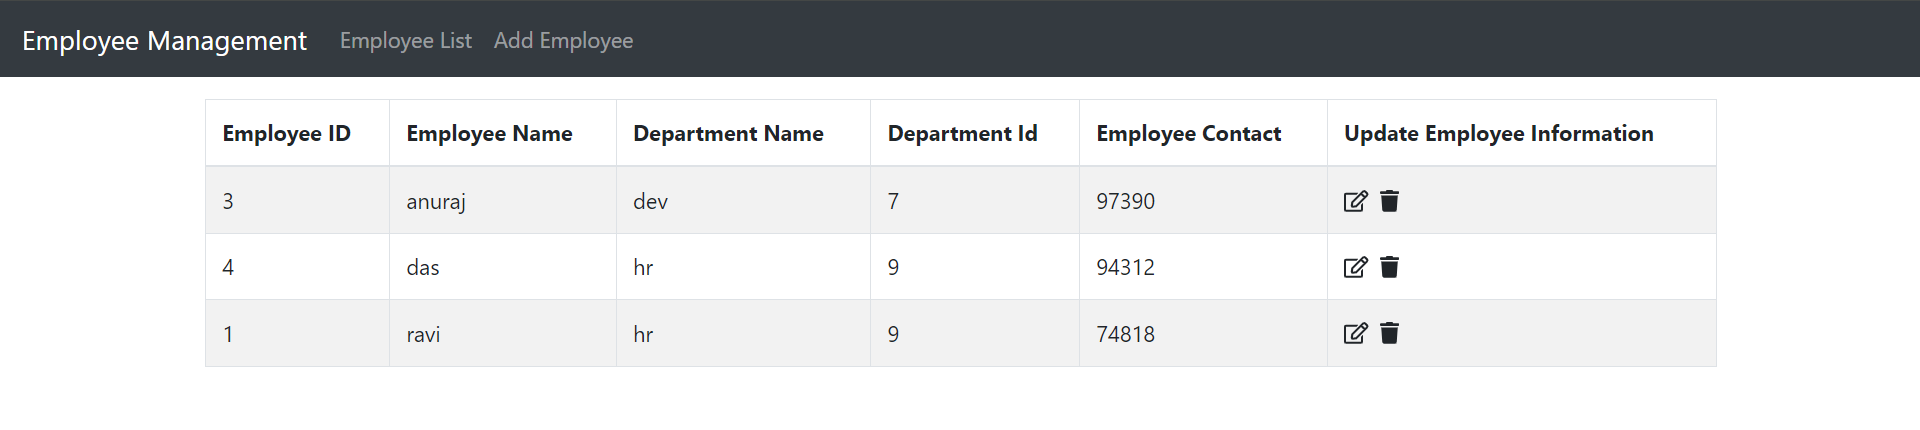 Employee Management Employee List Add Employee
Employee ID Employee Name Department Name Department Id Employee Contact Update Employee Information
3 anuraj dev 7 97390
4 das hr 9 94312
1 ravi hr 9 74818